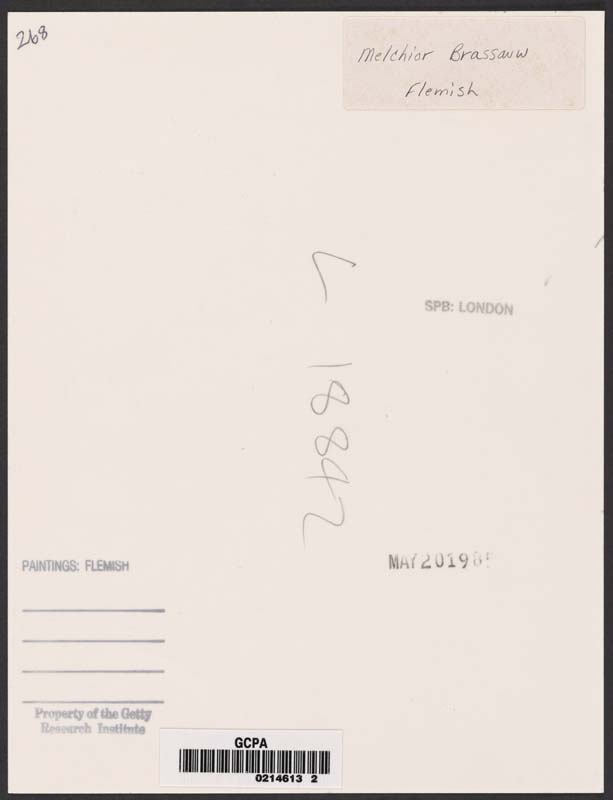 268
Melchior Brassauw
Flemish
SPB: LONDON
L 18842
PAINTINGS: FLEMISH
MAY 20 1985
Property of the Getty
Research Institute
GCPA
0214613 2